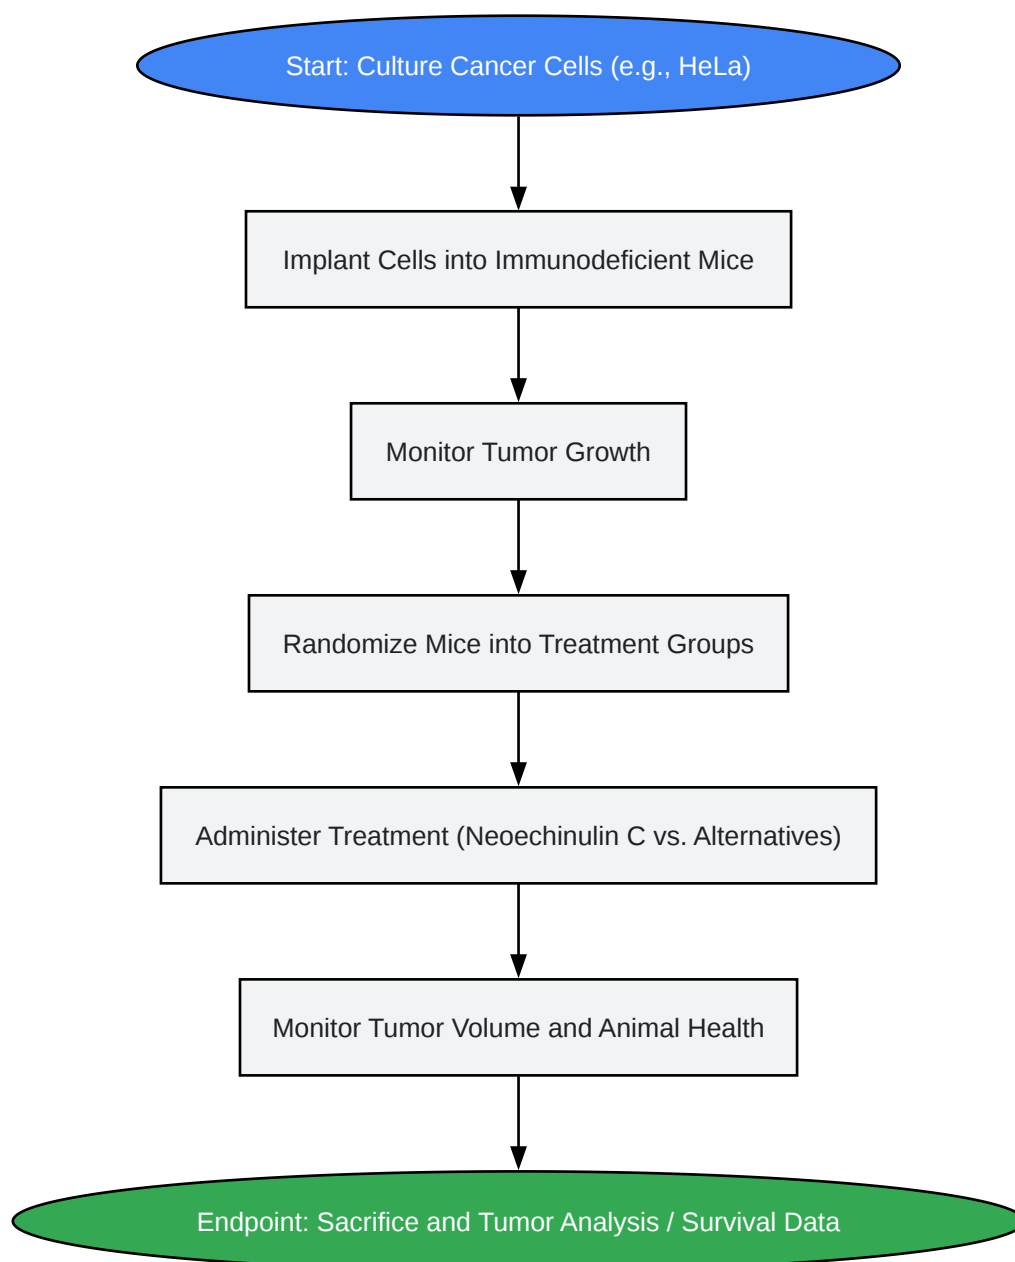 Start: Culture Cancer Cells (e.g., HeLa)
Implant Cells into Immunodeficient Mice
Monitor Tumor Growth
Randomize Mice into Treatment Groups
Administer Treatment (Neoechinulin C vs. Alternatives)
Monitor Tumor Volume and Animal Health
Endpoint: Sacrifice and Tumor Analysis / Survival Data